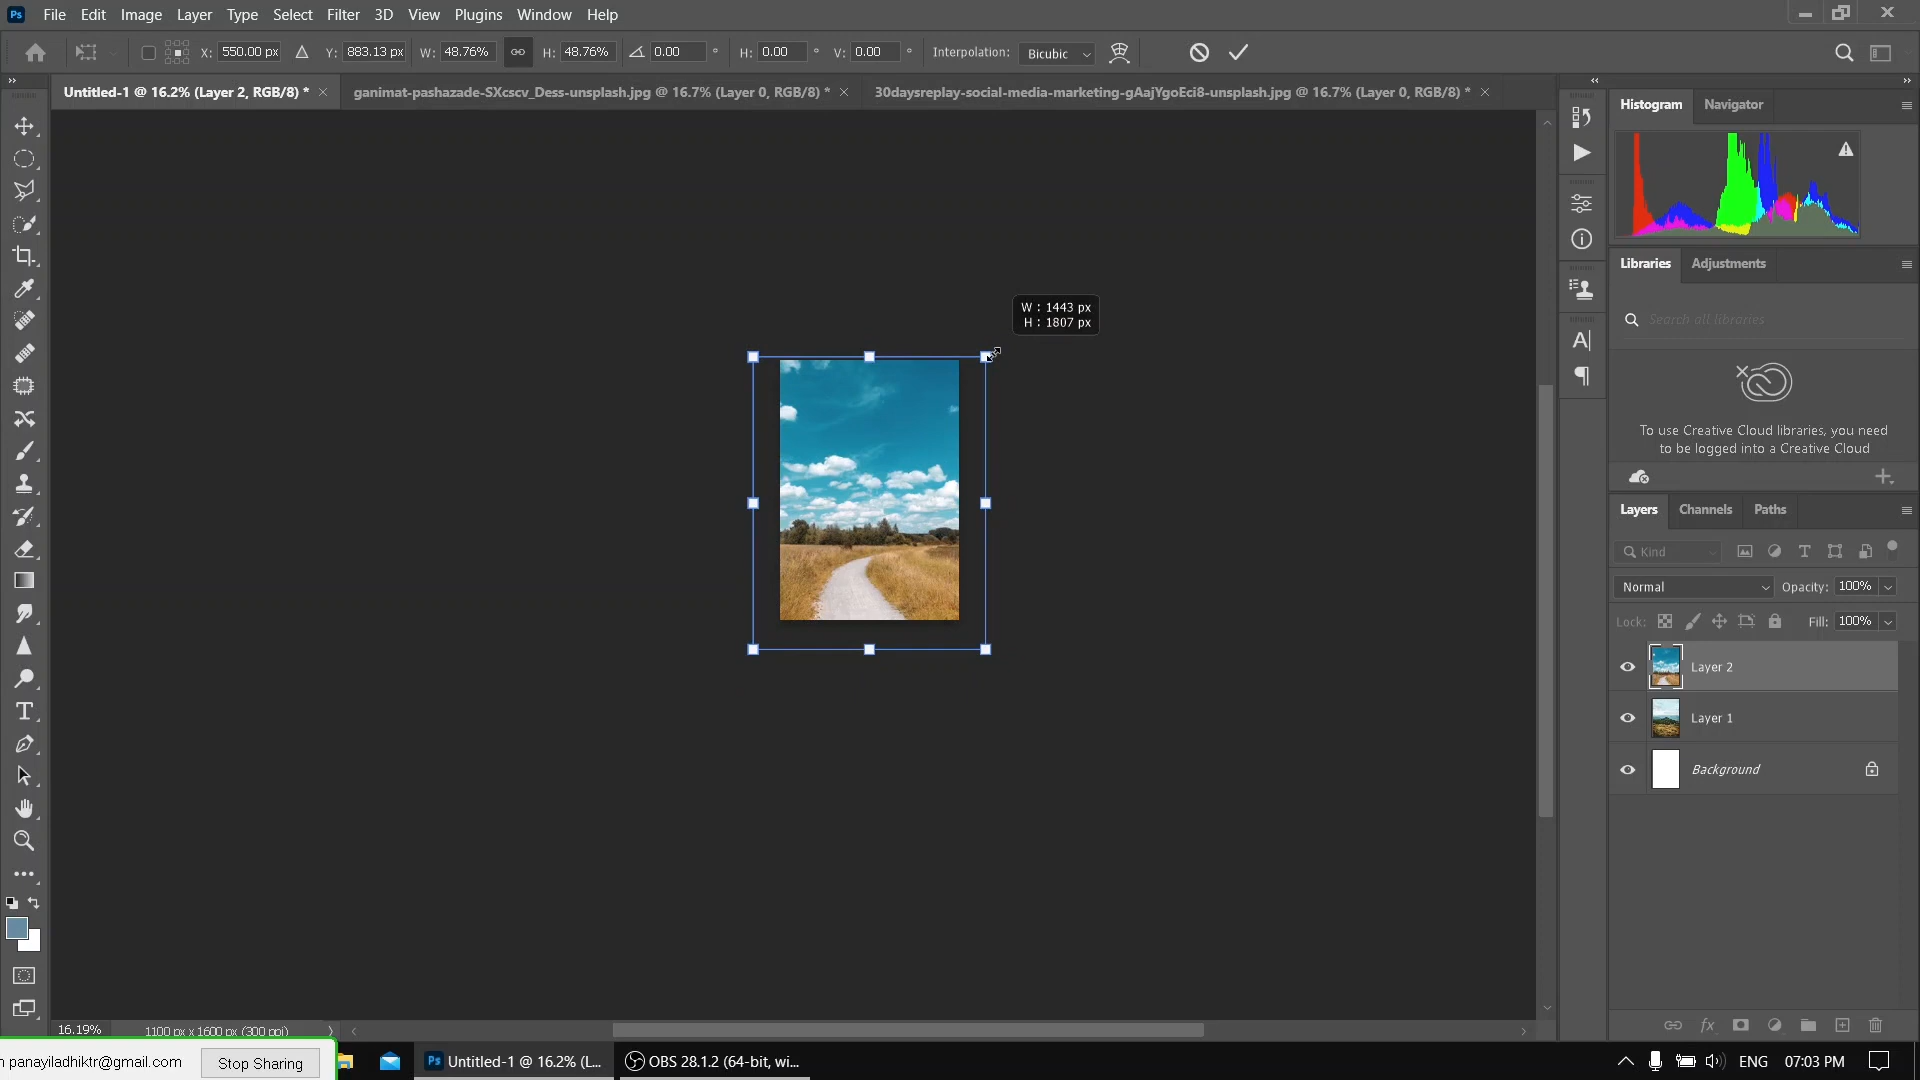 Ps File Edit Image Layer Type Select Filter 3D View Plugins Window Help
X: 550.00 px Y: 883.13 px W: 48.76% H: 48.76% 0.00 ° H: 0.00 ° V: 0.00 ° Interpolation: Bicubic
Untitled-1 @ 16.2% (Layer 2, RGB/8) * ganimat-pashazade-SXcscv_Dess-unsplash.jpg @ 16.7% (Layer 0, RGB/8) * 30daysreplay-social-media-marketing-gAajYgoEci8-unsplash.jpg @ 16.7% (Layer 0, RGB/8) *
Histogram Navigator
Libraries Adjustments
Search all libraries
W : 1443 px
H : 1807 px
To use Creative Cloud libraries, you need
to be logged into a Creative Cloud
Layers Channels Paths
Kind
Normal Opacity: 100%
Lock: Fill: 100%
Layer 2
Layer 1
Background
16.19% 1100 px x 1600 px (300 ppi)
n panayiladhiktr@gmail.com Stop Sharing
Ps Untitled-1 @ 16.2% (L... OBS 28.1.2 (64-bit, wi...
ENG 07:03 PM